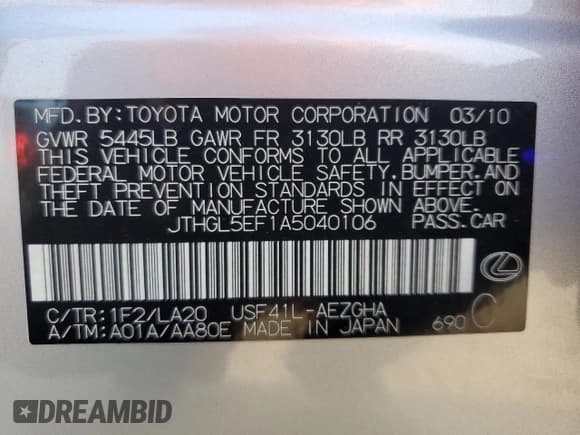 MFD.BY:TOYOTA MOTOR CORPORATION 03/10
GVWR 5445LB GAWR FR 3130LB RR 3130LB
THIS VEHICLE CONFORMS TO ALL APPLICABLE
FEDERAL MOTOR VEHICLE SAFETY,BUMPER,AND
THEFT PREVENTION STANDARDS IN EFFECT ON
THE DATE OF MANUFACTURE SHOWN ABOVE.
JTHGL5EF1A5040106 PASS.CAR
C/TR:1F2/LA20 USF41L-AEZGHA
A/TM:A01A/AA80E MADE IN JAPAN 690 C
DREAMBID